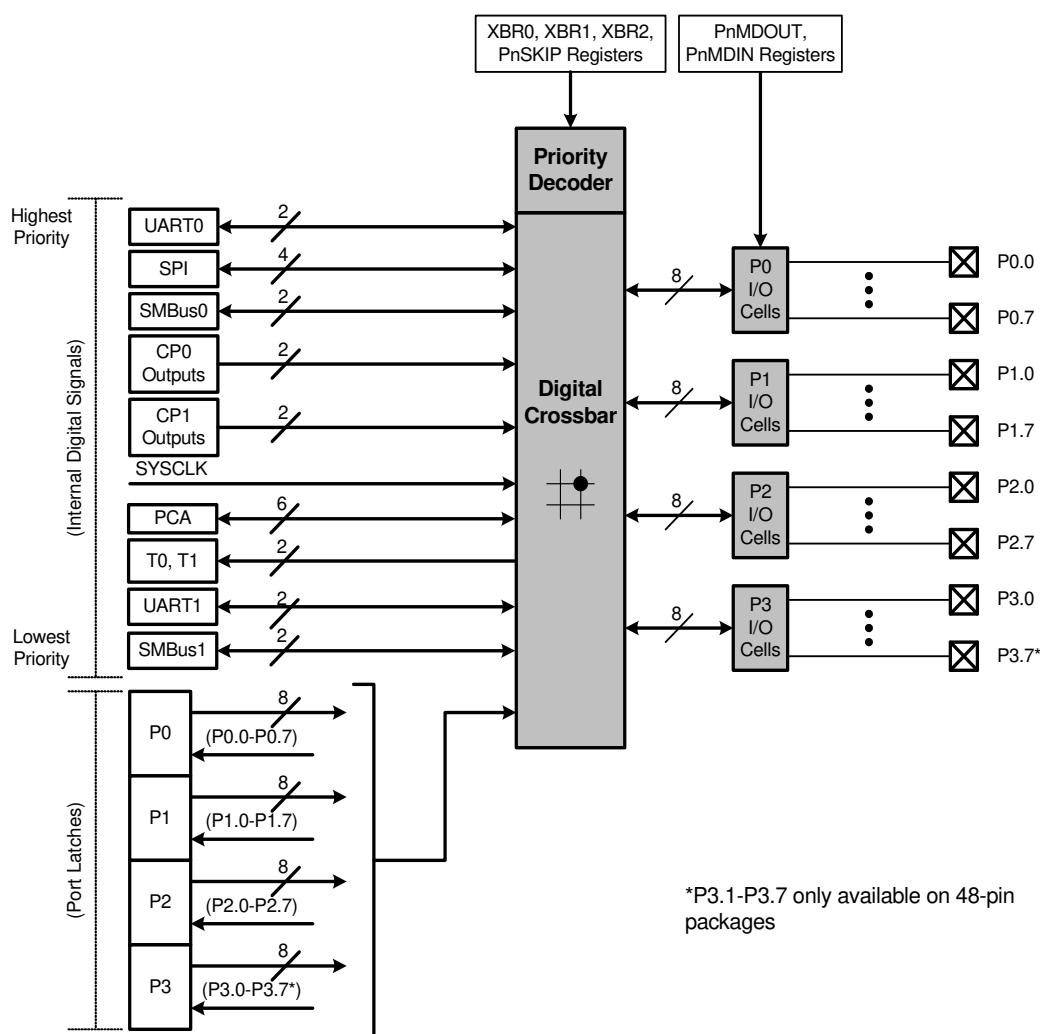 XBR0, XBR1, XBR2,
PnSKIP Registers
PnMDOUT,
PnMDIN Registers
Priority
Decoder
Highest
Priority
(Internal Digital Signals)
Lowest
Priority
UART0
2
SPI
4
SMBus0
2
CP0
Outputs
2
CP1
Outputs
2
SYSCLK
PCA
6
T0, T1
2
UART1
2
SMBus1
2
Digital
Crossbar
8
P0
I/O
Cells
P0.0
P0.7
8
P1
I/O
Cells
P1.0
P1.7
8
P2
I/O
Cells
P2.0
P2.7
8
P3
I/O
Cells
P3.0
P3.7*
(Port Latches)
P0
8
(P0.0-P0.7)
P1
8
(P1.0-P1.7)
P2
8
(P2.0-P2.7)
P3
8
(P3.0-P3.7*)
*P3.1-P3.7 only available on 48-pin
packages